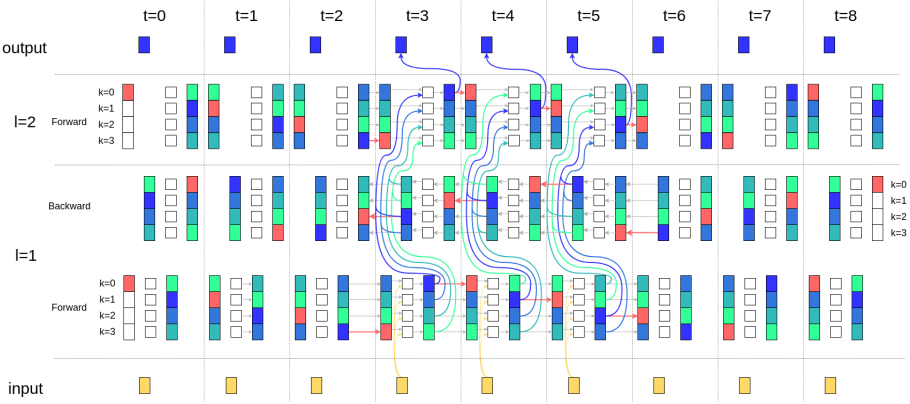 t=0 t=1 t=2 t=3 t=4 t=5 t=6 t=7 t=8
output
k=0
k=1
l=2 Forward
k=2
k=3
Backward
k=0
k=1
k=2
k=3
l=1
k=0
k=1
Forward
k=2
k=3
input